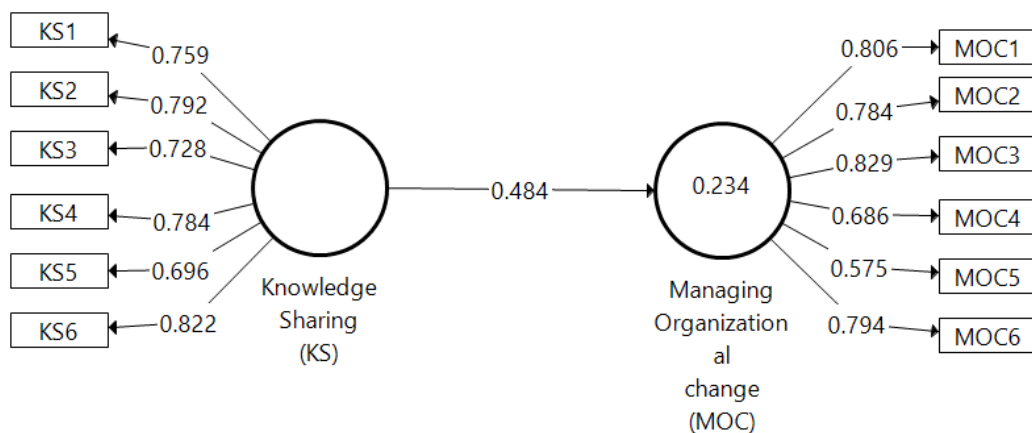 KS1
0.759
KS2
0.792
KS3
0.728
KS4
0.784
KS5
0.696
KS6
0.822
Knowledge
Sharing
(KS)
0.484
0.234
Managing
Organization
al
change
(MOC)
0.806
MOC1
0.784
MOC2
0.829
MOC3
0.686
MOC4
0.575
MOC5
0.794
MOC6